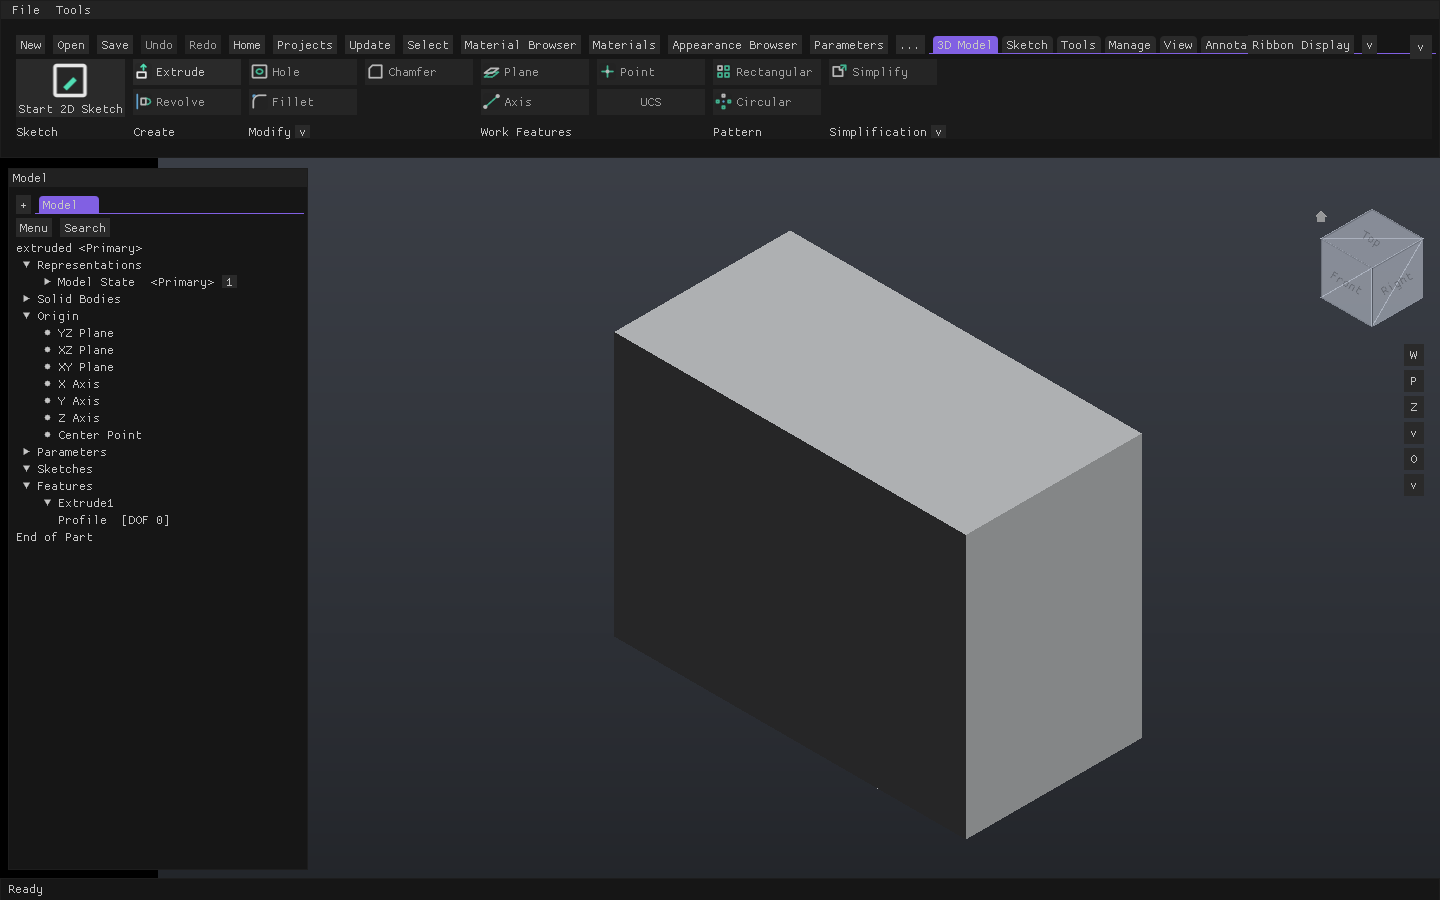 File Tools
New Open Save Undo Redo Home Projects Update Select Material Browser Materials Appearance Browser Parameters ... 3D Model Sketch Tools Manage View Annota Ribbon Display v v
Start 2D Sketch
Extrude Hole Chamfer Plane Point Rectangular Simplify
Revolve Fillet Axis UCS Circular
Sketch Create Modify v Work Features Pattern Simplification v
Model
+ Model
Menu Search
extruded <Primary>
Representations
Model State <Primary> 1
Solid Bodies
Origin
YZ Plane
XZ Plane
XY Plane
X Axis
Y Axis
Z Axis
Center Point
Parameters
Sketches
Features
Extrude1
Profile [DOF 0]
End of Part
Top
Front Right
W
P
Z
v
O
v
Ready